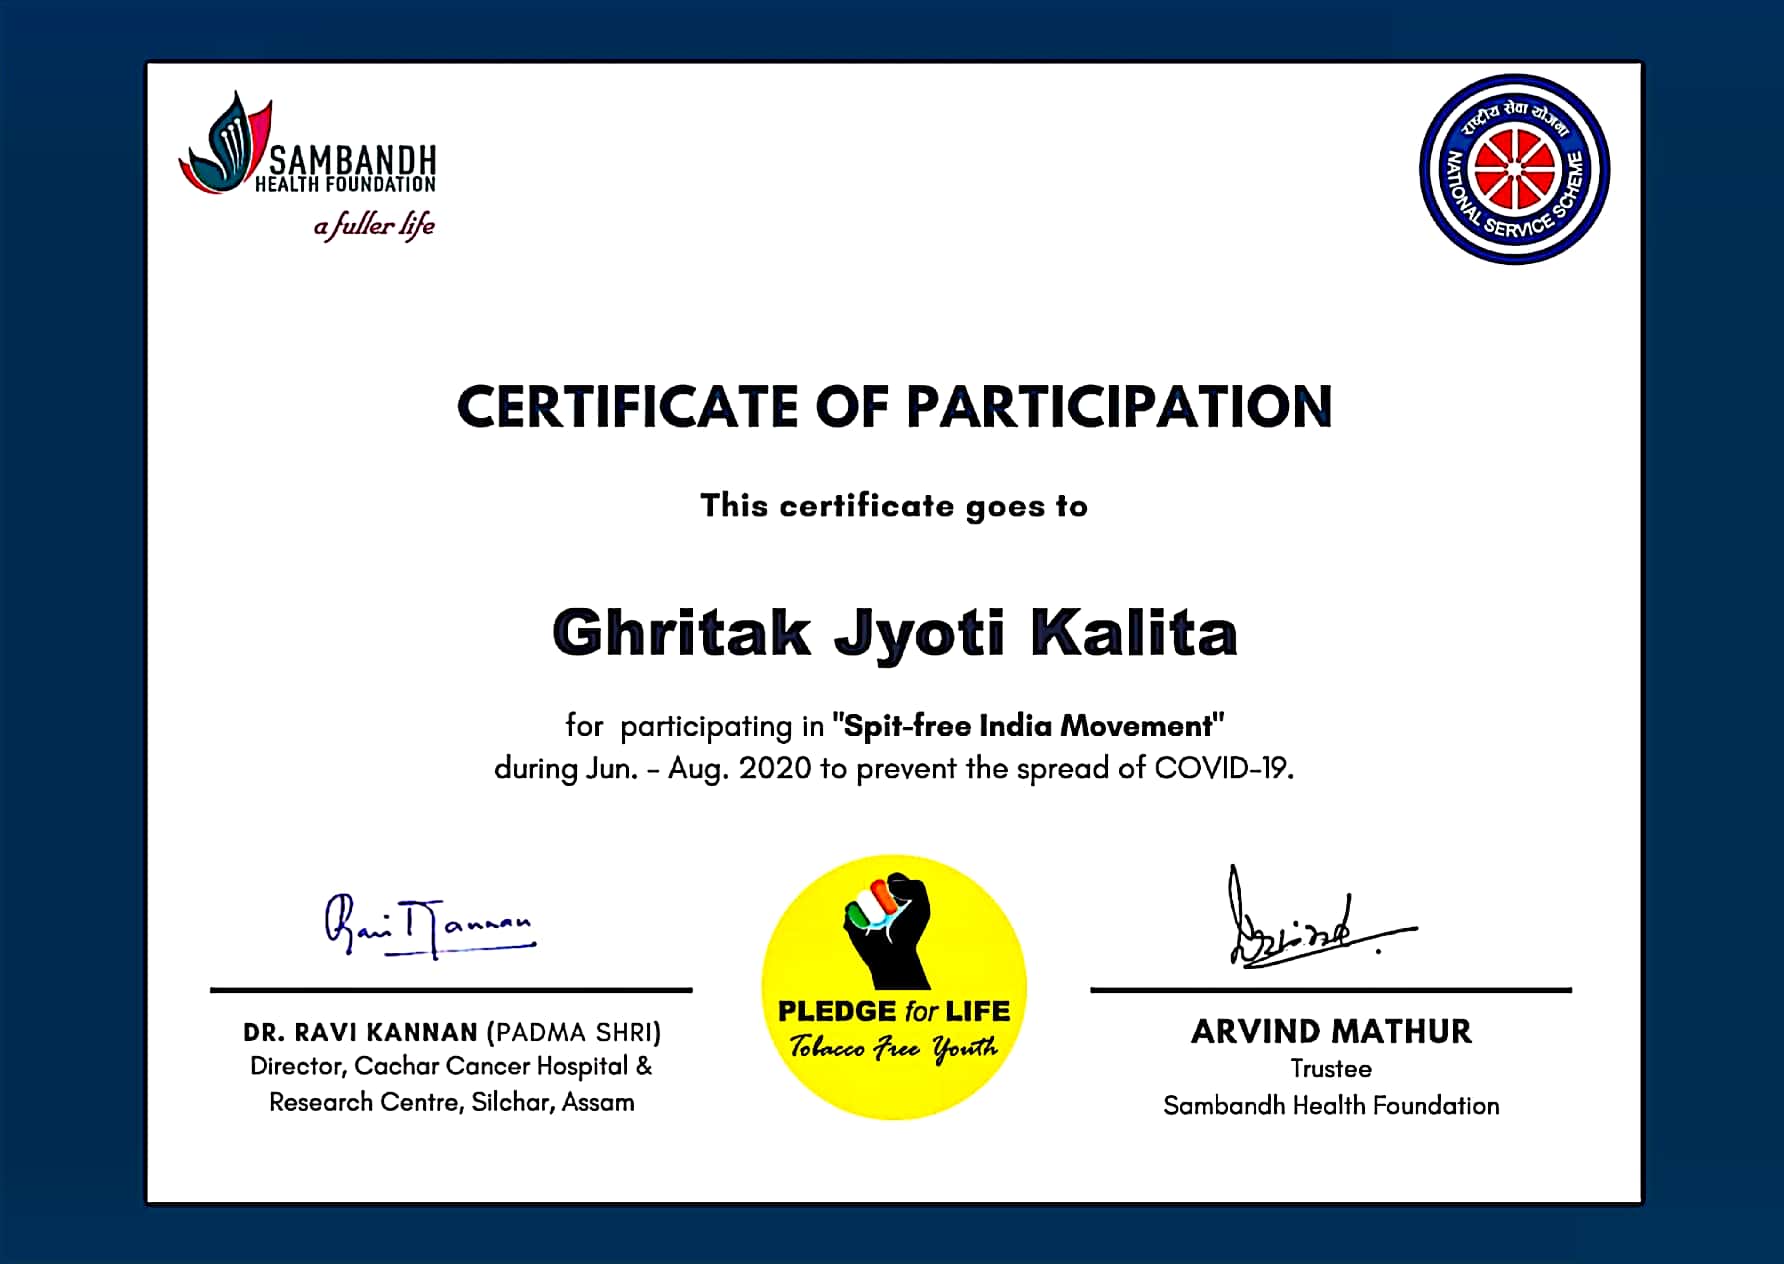 SAMBANDH
HEALTH FOUNDATION
a fuller life
राष्ट्रीय सेवा योजना
NATIONAL SERVICE SCHEME
CERTIFICATE OF PARTICIPATION
This certificate goes to
Ghritak Jyoti Kalita
for participating in "Spit-free India Movement"
during Jun. - Aug. 2020 to prevent the spread of COVID-19.
Ravi Kannan
Arvind
PLEDGE for LIFE
Tobacco Free Youth
DR. RAVI KANNAN (PADMA SHRI)
Director, Cachar Cancer Hospital &
Research Centre, Silchar, Assam
ARVIND MATHUR
Trustee
Sambandh Health Foundation